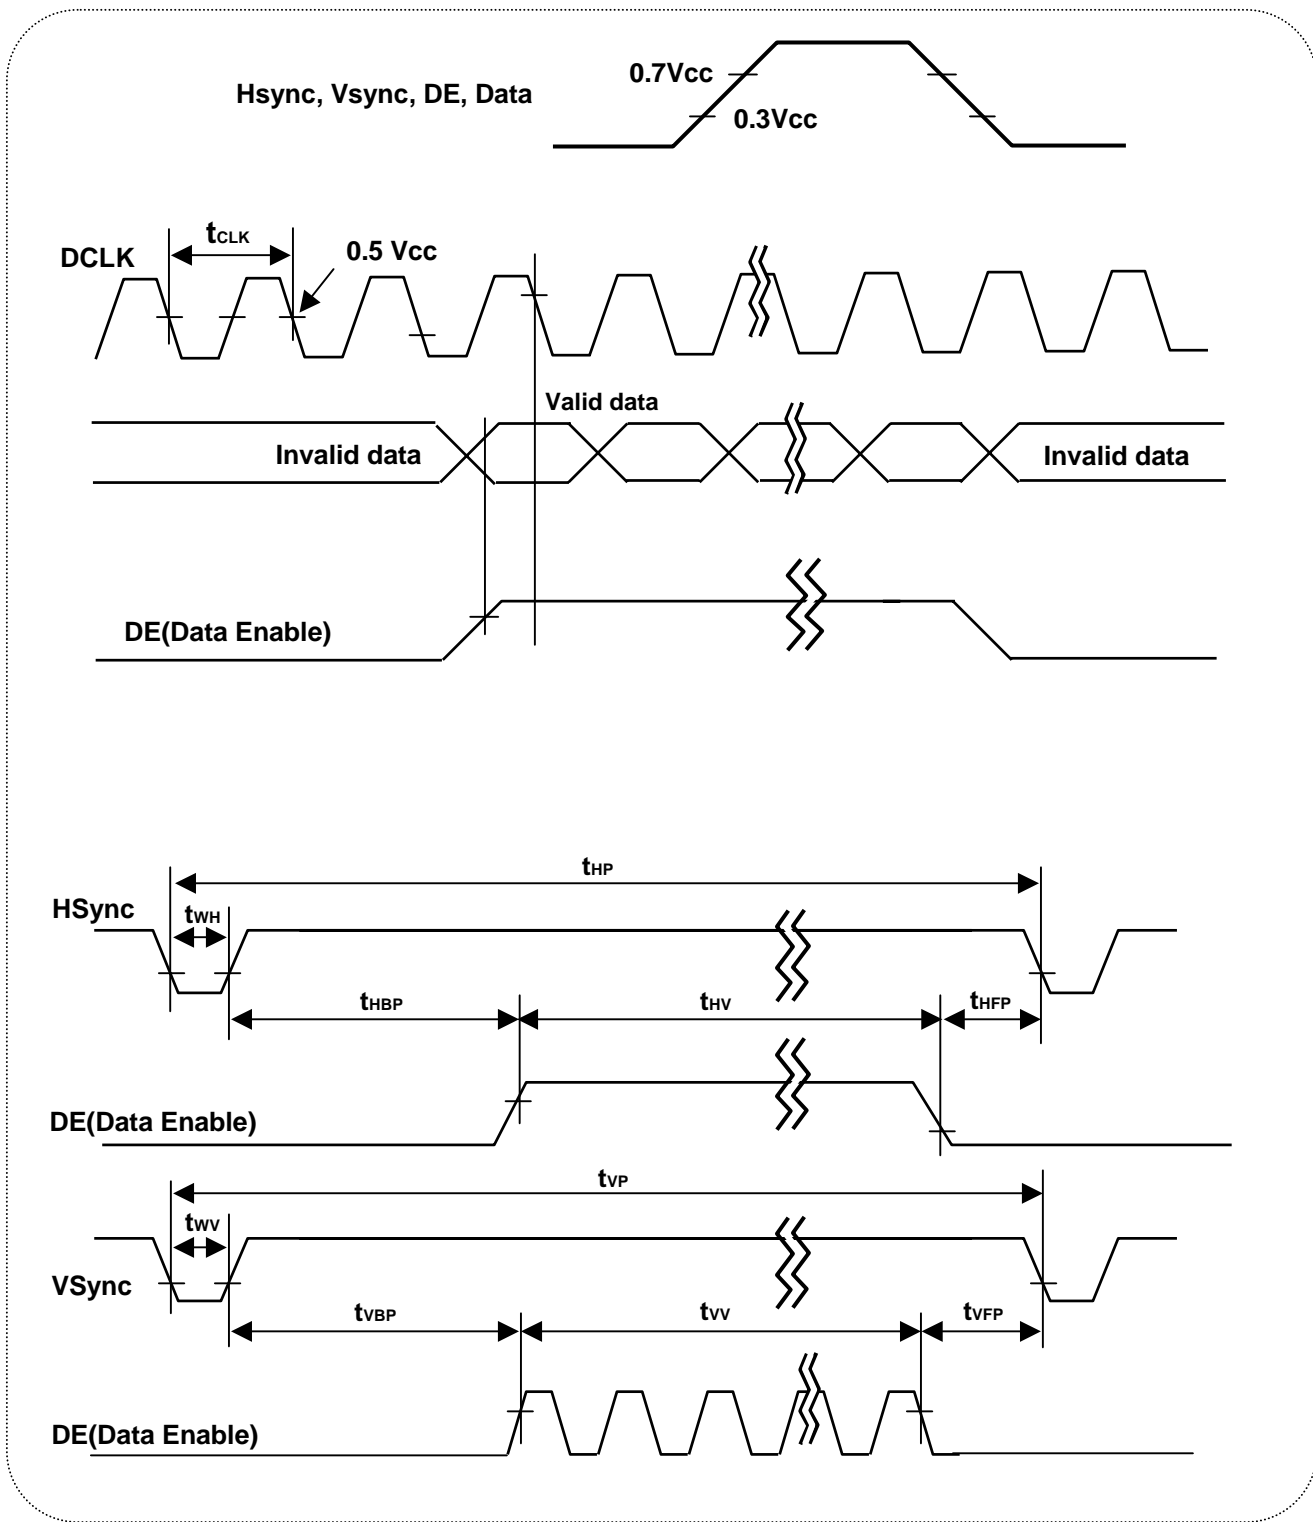 0.7Vcc
Hsync, Vsync, DE, Data
0.3Vcc
tCLK
0.5 Vcc
DCLK
Valid data
Invalid data
Invalid data
DE(Data Enable)
tHP
HSync
tWH
tHBP
tHV
tHFP
DE(Data Enable)
tVP
tWV
VSync
tVBP
tVV
tVFP
DE(Data Enable)